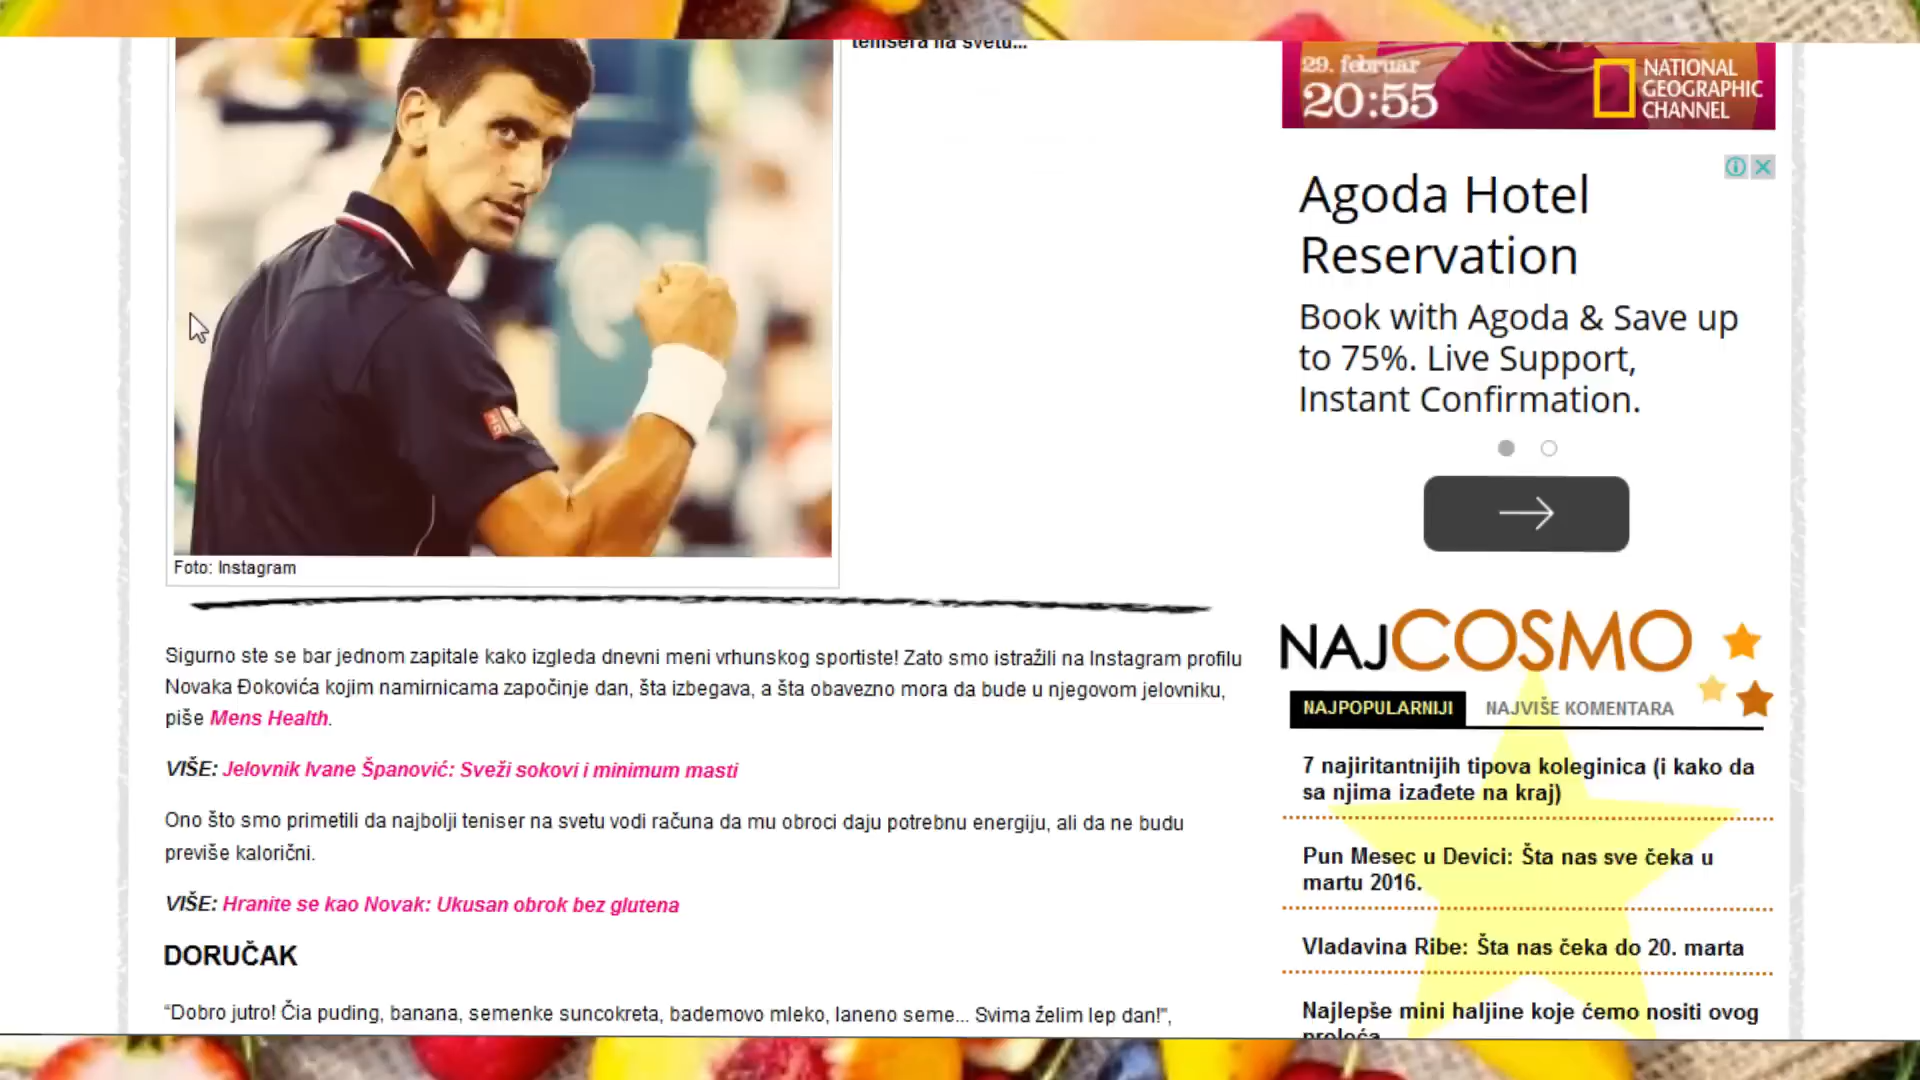 tenisera na svetu...
29. februar
20:55
NATIONAL
GEOGRAPHIC
CHANNEL
Agoda Hotel
Reservation
Book with Agoda & Save up
to 75%. Live Support,
Instant Confirmation.
Foto: Instagram
Sigurno ste se bar jednom zapitale kako izgleda dnevni meni vrhunskog sportiste! Zato smo istražili na Instagram profilu
Novaka Đokovića kojim namirnicama započinje dan, šta izbegava, a šta obavezno mora da bude u njegovom jelovniku,
piše Mens Health.
VIŠE: Jelovnik Ivane Španović: Sveži sokovi i minimum masti
Ono što smo primetili da najbolji teniser na svetu vodi računa da mu obroci daju potrebnu energiju, ali da ne budu
previše kalorični.
VIŠE: Hranite se kao Novak: Ukusan obrok bez glutena
DORUČAK
“Dobro jutro! Čia puding, banana, semenke suncokreta, bademovo mleko, laneno seme... Svima želim lep dan!”,
NAJCOSMO
NAJPOPULARNIJI NAJVIŠE KOMENTARA
7 najiritantnijih tipova koleginica (i kako da
sa njima izađete na kraj)
Pun Mesec u Devici: Šta nas sve čeka u
martu 2016.
Vladavina Ribe: Šta nas čeka do 20. marta
Najlepše mini haljine koje ćemo nositi ovog
proleća